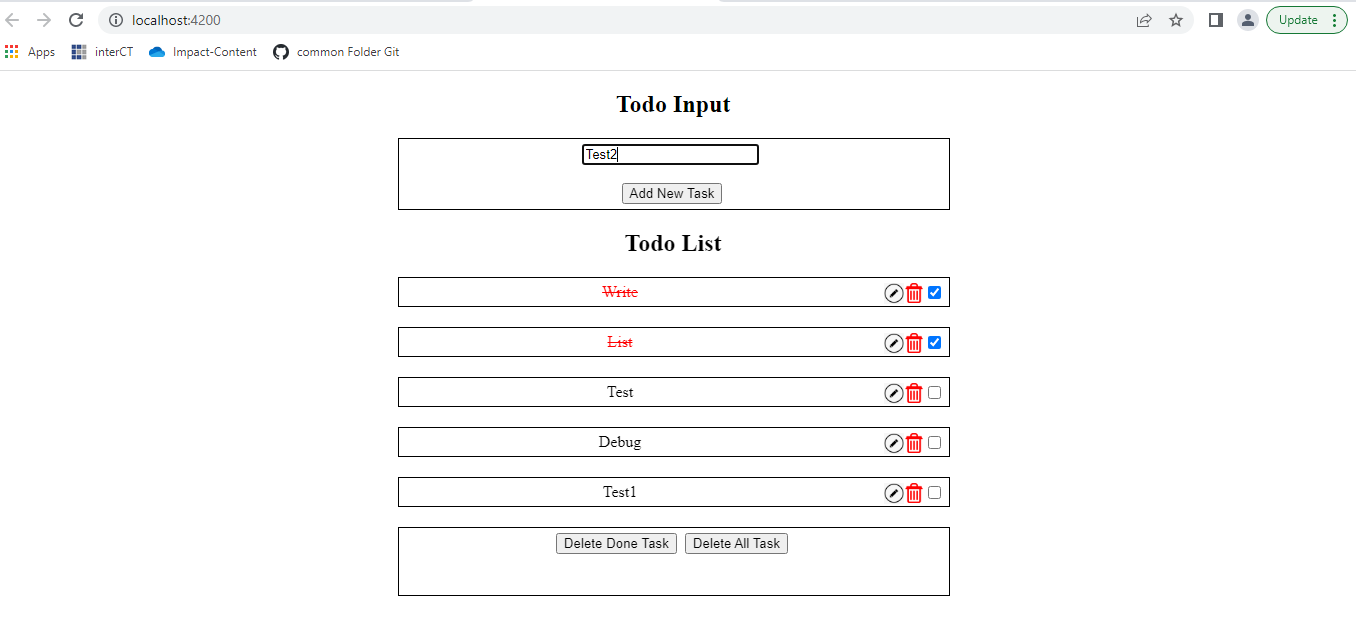 localhost:4200
Update
Apps interCT Impact-Content common Folder Git
Todo Input
Test2
Add New Task
Todo List
Write
List
Test
Debug
Test1
Delete Done Task Delete All Task